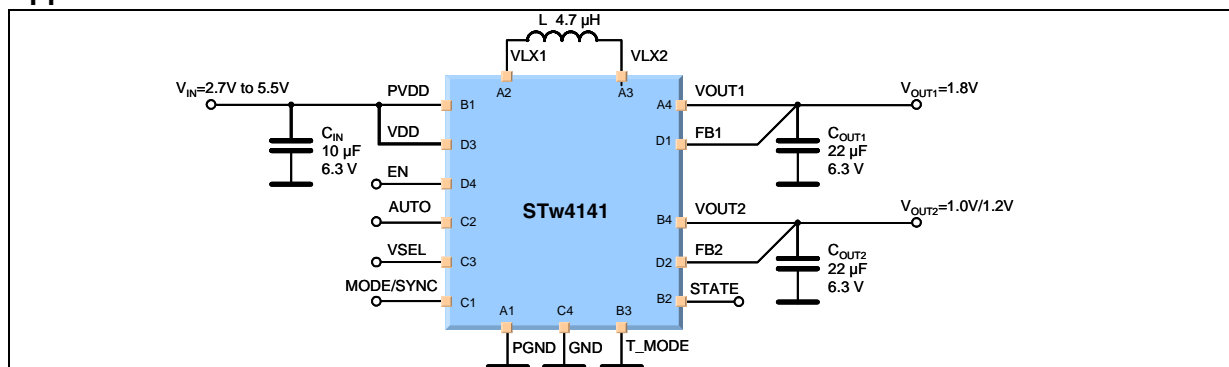 L 4.7 µH
VLX1
VLX2
A2
A3
V_IN=2.7V to 5.5V
PVDD
B1
VDD
D3
C_IN
10 µF
6.3 V
EN
D4
AUTO
C2
VSEL
C3
MODE/SYNC
C1
STw4141
A4
VOUT1
V_OUT1=1.8V
D1
FB1
C_OUT1
22 µF
6.3 V
B4
VOUT2
V_OUT2=1.0V/1.2V
D2
FB2
C_OUT2
22 µF
6.3 V
B2
STATE
A1
C4
B3
PGND
GND
T_MODE